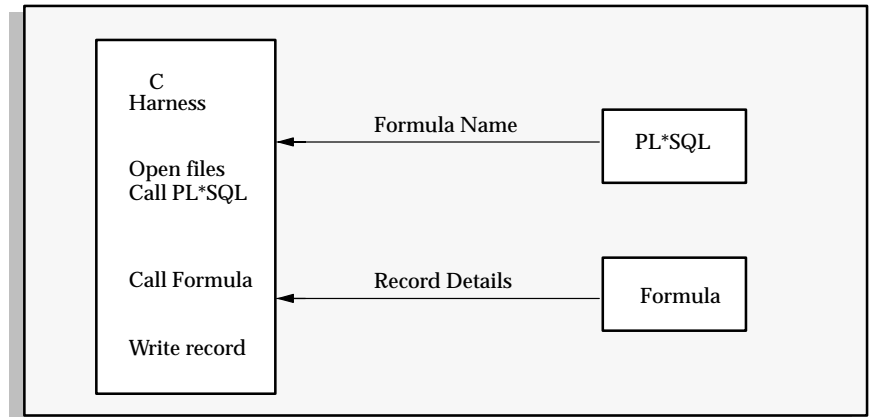 C
Harness
Open files
Call PL*SQL
Call Formula
Write record
Formula Name
PL*SQL
Record Details
Formula